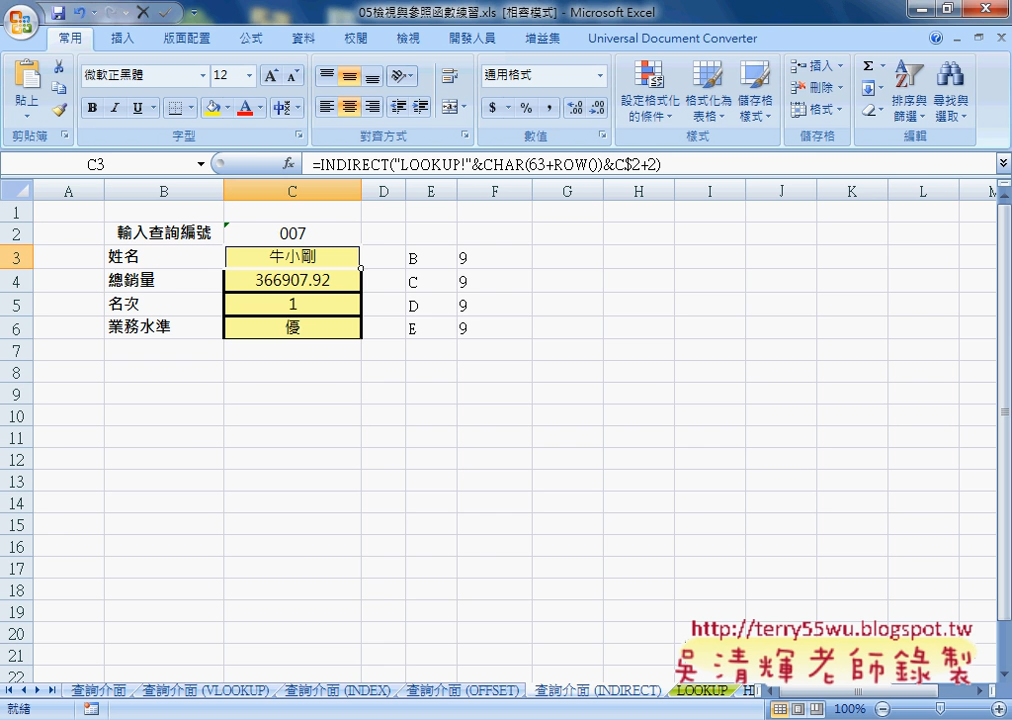 05檢視與參照函數練習.xls [相容模式] - Microsoft Excel
常用 插入 版面配置 公式 資料 校閱 檢視 開發人員 增益集 Universal Document Converter
微軟正黑體 12 通用格式
貼上 B I U $ % , 設定格式化的條件 格式化為表格 儲存格樣式 插入 刪除 格式 Σ 排序與篩選 尋找與選取
剪貼簿 字型 對齊方式 數值 樣式 儲存格 編輯
C3 fx =INDIRECT("LOOKUP!"&CHAR(63+ROW())&C$2+2)
A B C D E F G H I J K L M
1
2 輸入查詢編號 007
3 姓名 牛小剛 B 9
4 總銷量 366907.92 C 9
5 名次 1 D 9
6 業務水準 優 E 9
7
8
9
10
11
12
13
14
15
16
17
18
19
20
21
22
http://terry55wu.blogspot.tw
吳清輝老師錄製
查詢介面 查詢介面 (VLOOKUP) 查詢介面 (INDEX) 查詢介面 (OFFSET) 查詢介面 (INDIRECT) LOOKUP
就緒 100%